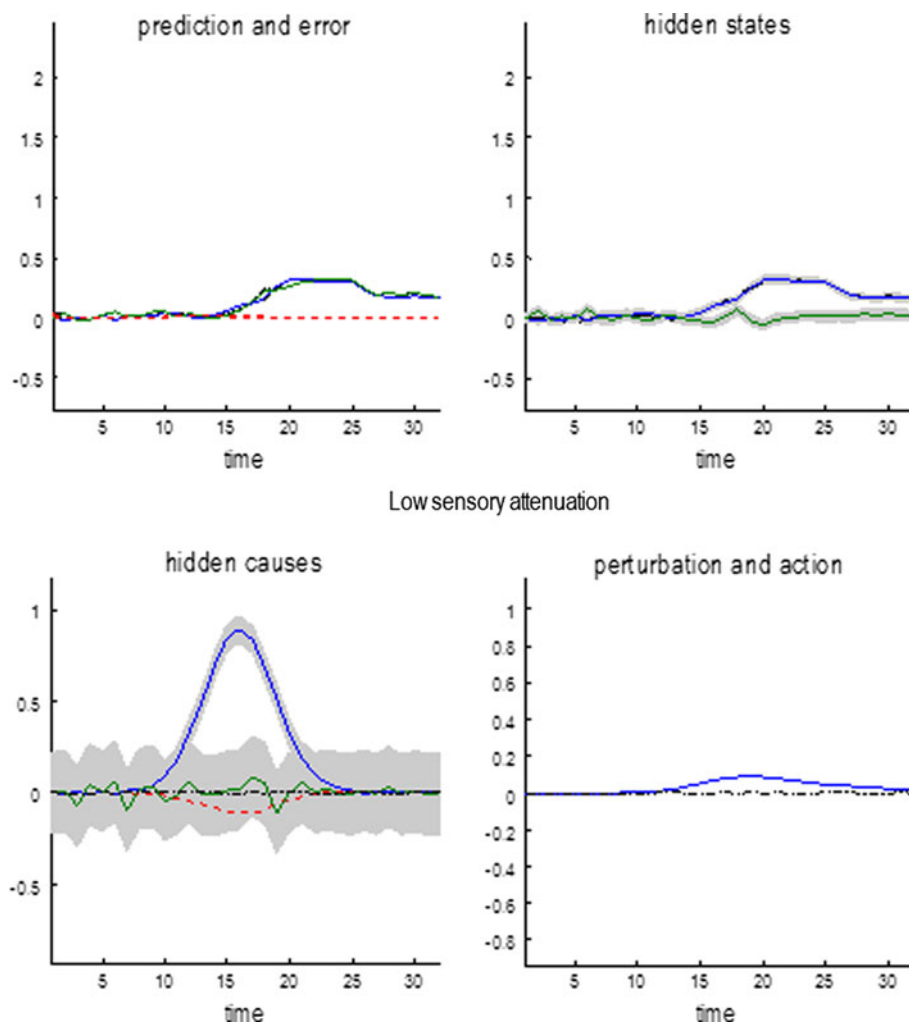 prediction and error
2
1.5
1
0.5
0
-0.5
5 10 15 20 25 30
time
hidden states
2
1.5
1
0.5
0
-0.5
5 10 15 20 25 30
time
Low sensory attenuation
hidden causes
1
0.5
0
-0.5
5 10 15 20 25 30
time
perturbation and action
1
0.8
0.6
0.4
0.2
0
-0.2
-0.4
-0.6
-0.8
5 10 15 20 25 30
time